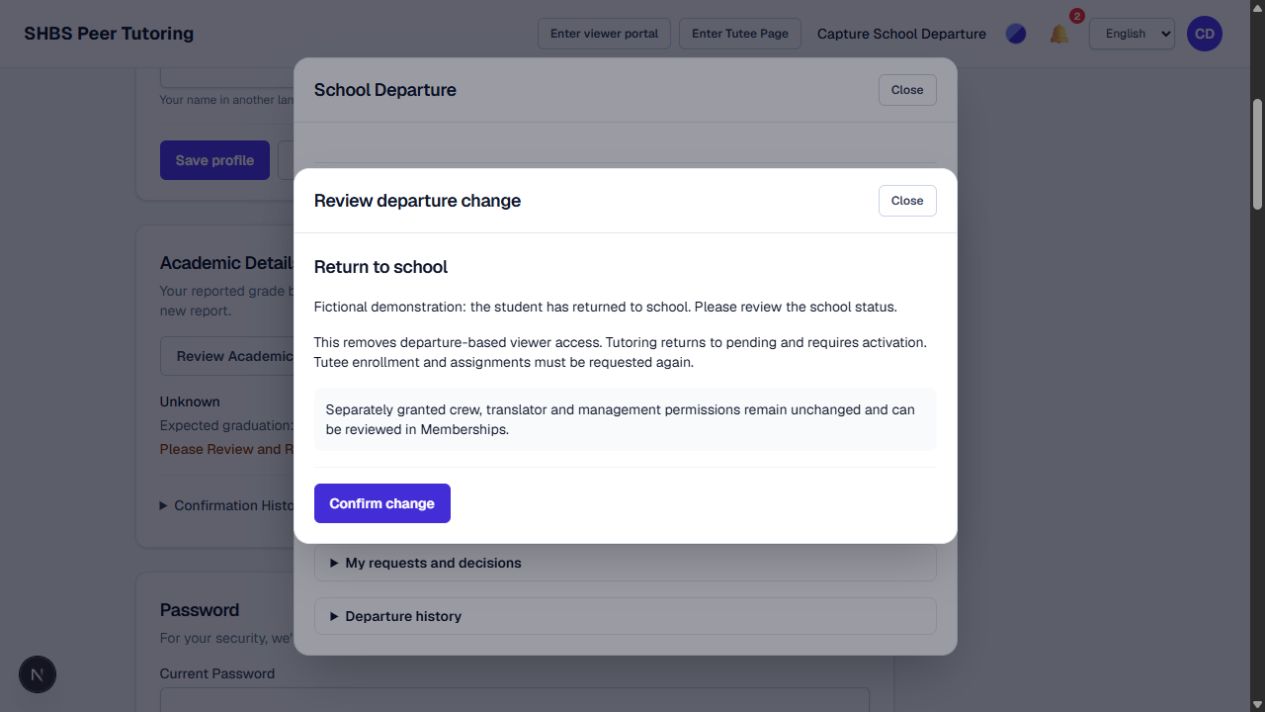 SHBS Peer Tutoring
Enter viewer portal
Enter Tutee Page
Capture School Departure
2
English
CD
Your name in another lan
Save profile
School Departure
Close
Review departure change
Close
Return to school
Fictional demonstration: the student has returned to school. Please review the school status.
This removes departure-based viewer access. Tutoring returns to pending and requires activation.
Tutee enrollment and assignments must be requested again.
Separately granted crew, translator and management permissions remain unchanged and can
be reviewed in Memberships.
Confirm change
Academic Details
Your reported grade
new report.
Review Academic
Unknown
Expected graduation:
Please Review and R
Confirmation Histo
My requests and decisions
Departure history
Password
For your security, we'
Current Password
N